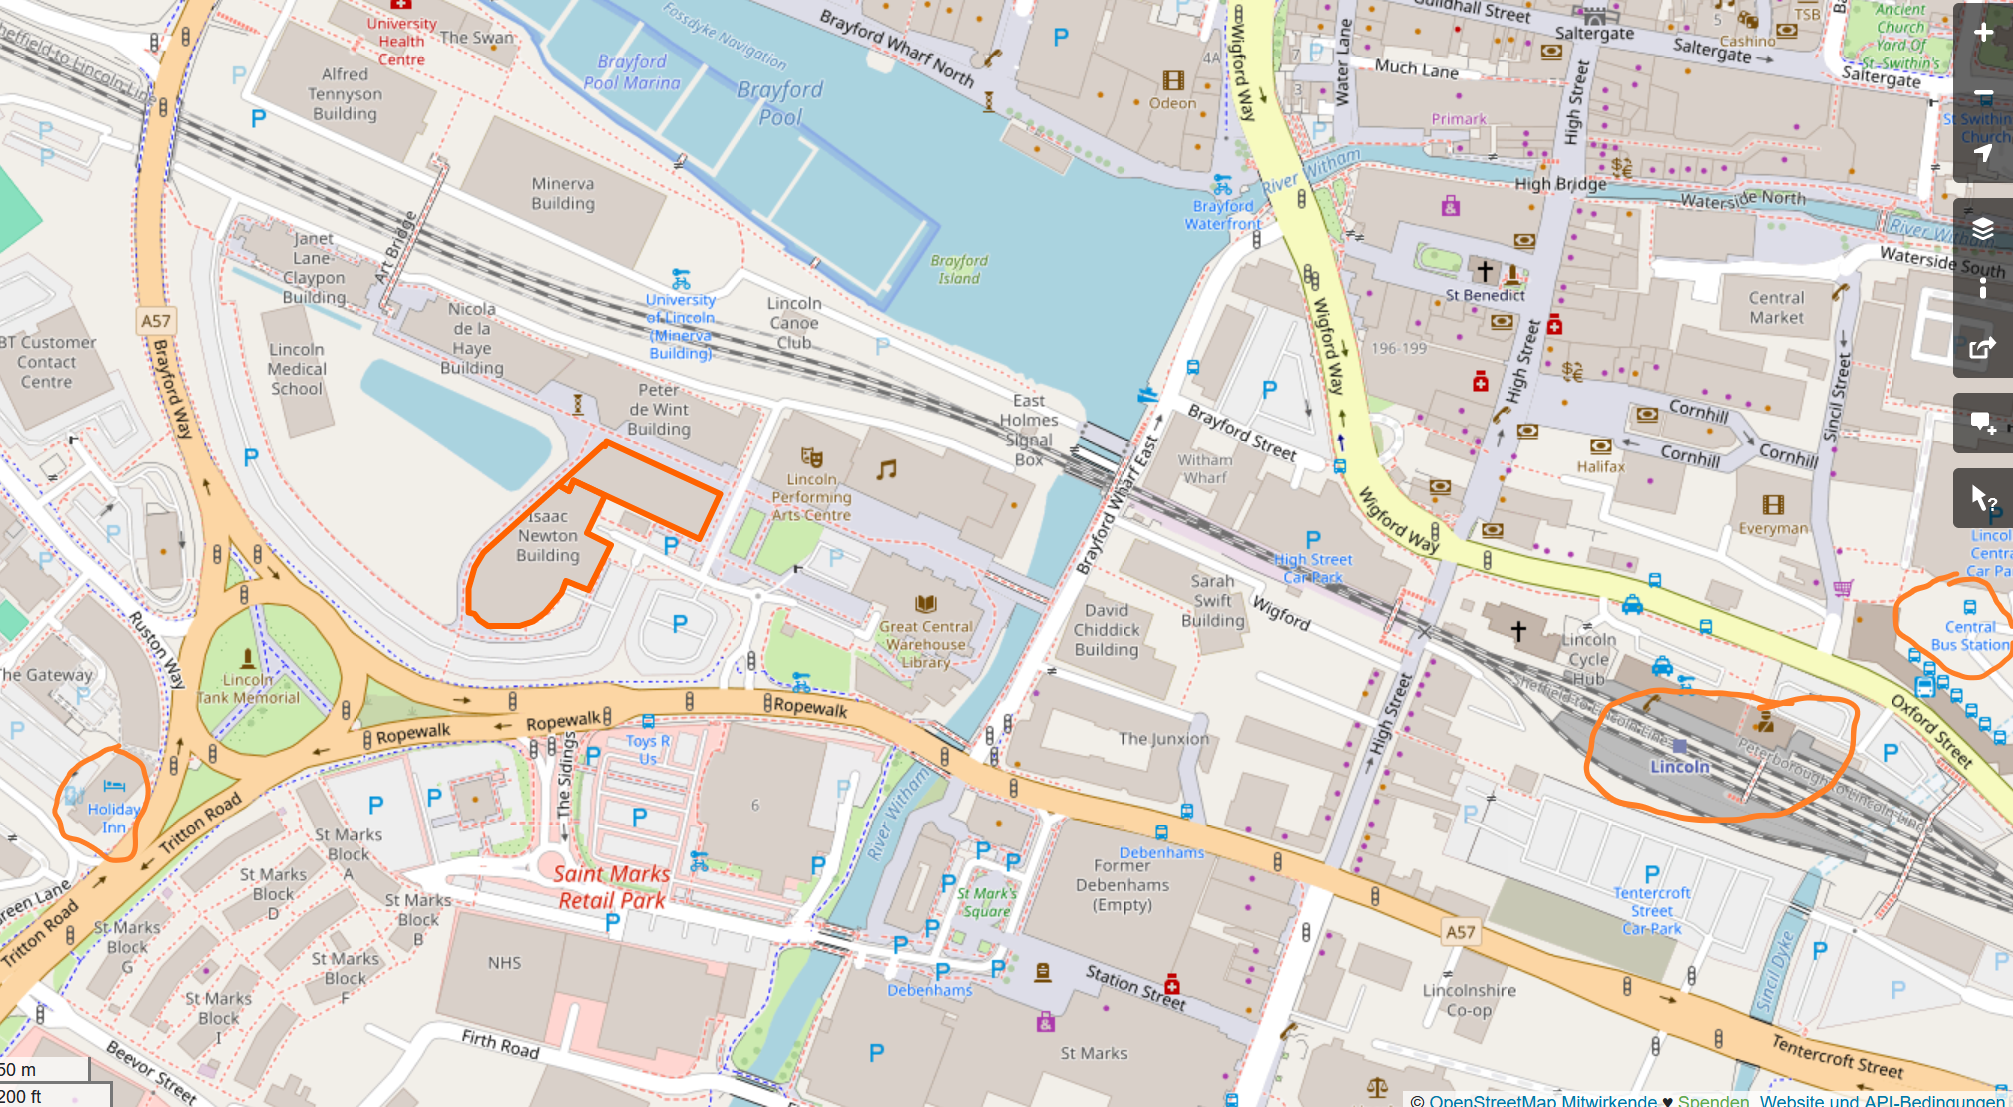 University
Health
Centre
The Swan
Fossdyke Navigation
Brayford Wharf North
Guildhall Street
Saltergate
TSB
5
Cashino
Ancient
Church
Yard Of
St-Swithin's
Saltergate
Saltergate
Sheffield to Lincoln Line
Alfred
Tennyson
Building
Brayford
Pool Marina
Brayford
Pool
4A
Odeon
Wigford Way
7
3
Water Lane
Much Lane
High Street
Primark
St Swithin
Church
Minerva
Building
River Witham
High Bridge
Waterside North
River Witham
Brayford
Waterfront
Art Bridge
Janet
Lane-
Claypon
Building
Brayford
Island
University
of Lincoln
(Minerva
Building)
Lincoln
Canoe
Club
St Benedict
Waterside South
Central
Market
A57
Nicola
de la
Haye
Building
BT Customer
Contact
Centre
Lincoln
Medical
School
Brayford Way
Wigford Way
196-199
High Street
Sincil Street
Peter
de Wint
Building
East
Holmes
Signal
Box
Brayford Street
Cornhill
Cornhill
Cornhill
Halifax
Witham
Wharf
Lincoln
Performing
Arts Centre
Isaac
Newton
Building
Brayford Wharf East
Wigford Way
Everyman
P
High Street
Car Park
Lincol
Centra
Car Pa
Sarah
Swift
Building
Wigford
David
Chiddick
Building
Great Central
Warehouse
Library
Lincoln
Cycle
Hub
Central
Bus Station
Ruston Way
The Gateway
Lincoln
Tank Memorial
Ropewalk
Ropewalk
Ropewalk
Sheffield to Lincoln Line
Peterborough to Lincoln Line
Lincoln
Oxford Street
Toys R
Us
The Sidings
The Junxion
High Street
Holiday
Inn
Tritton Road
6
River Witham
Debenhams
Former
Debenhams
(Empty)
St Marks
Block
A
St Marks
Block
D
St Marks
Block
B
Saint Marks
Retail Park
St Mark's
Square
Tentercroft
Street
Car Park
Green Lane
Tritton Road
St Marks
Block
G
St Marks
Block
F
St Marks
Block
I
NHS
Debenhams
Station Street
A57
Lincolnshire
Co-op
Sincil Dyke
Beevor Street
Firth Road
St Marks
Tentercroft Street
50 m
200 ft
© OpenStreetMap Mitwirkende ♥ Spenden. Website und API-Bedingungen